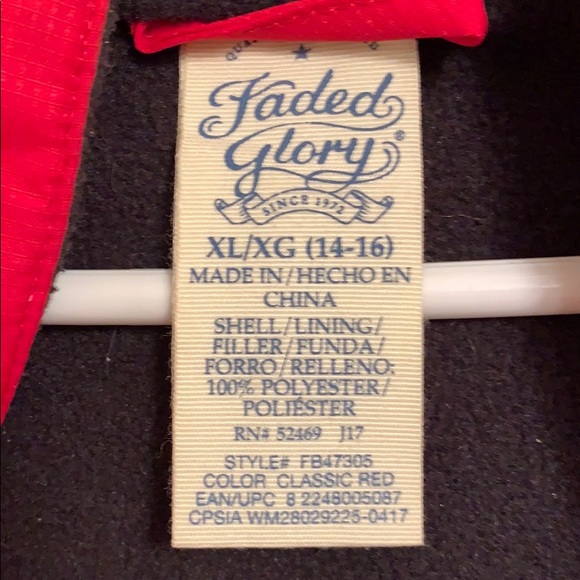 Faded
Glory®
SINCE 1972
XL/XG (14-16)
MADE IN/HECHO EN
CHINA
SHELL/LINING/
FILLER/FUNDA/
FORRO/RELLENO:
100% POLYESTER/
POLIÉSTER
RN# 52469 J17
STYLE# FB47305
COLOR CLASSIC RED
EAN/UPC 8 2248005087
CPSIA WM28029225-0417